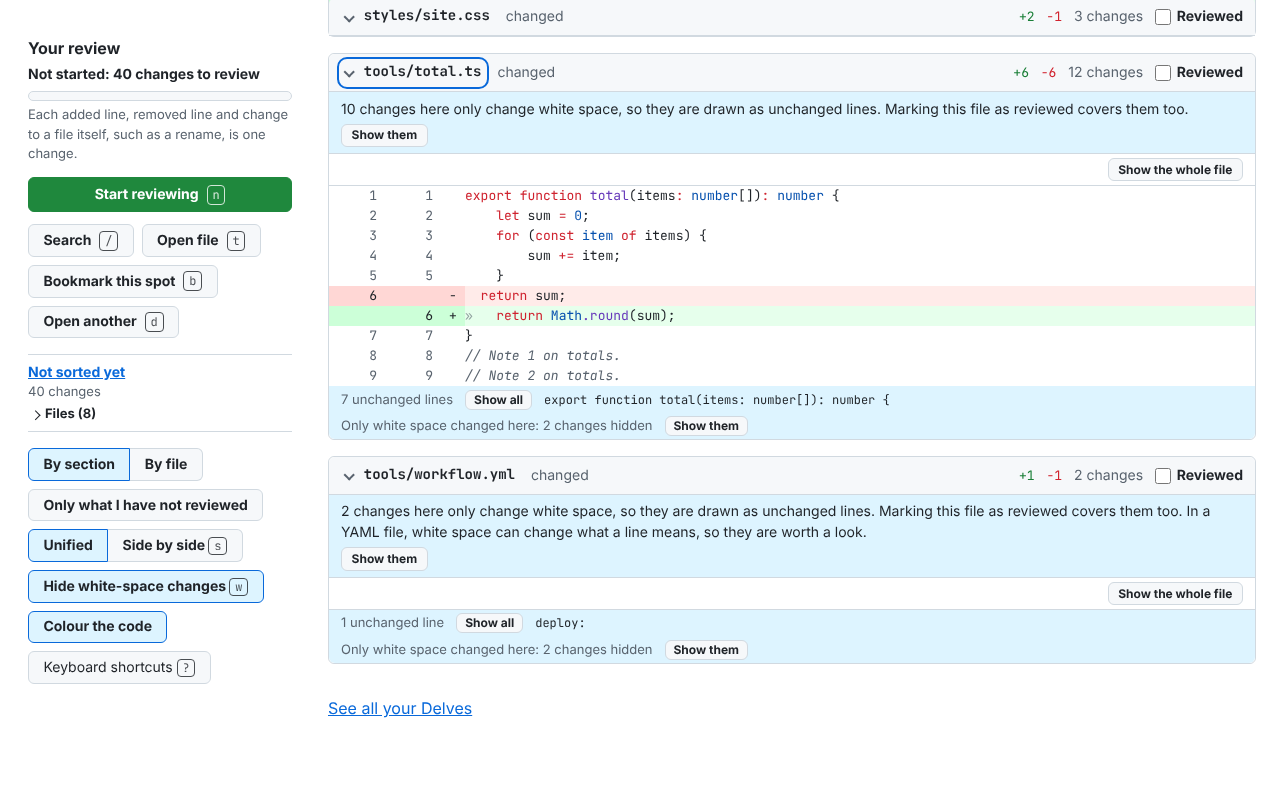 Your review
Not started: 40 changes to review
Each added line, removed line and change
to a file itself, such as a rename, is one
change.
Start reviewing n
Search / Open file t
Bookmark this spot b
Open another d
Not sorted yet
40 changes
Files (8)
By section By file
Only what I have not reviewed
Unified Side by side s
Hide white-space changes w
Colour the code
Keyboard shortcuts ?
styles/site.css changed +2 -1 3 changes Reviewed
tools/total.ts changed +6 -6 12 changes Reviewed
10 changes here only change white space, so they are drawn as unchanged lines. Marking this file as reviewed covers them too.
Show them
Show the whole file
1 1 export function total(items: number[]): number {
2 2 let sum = 0;
3 3 for (const item of items) {
4 4 sum += item;
5 5 }
6 - return sum;
6 + » return Math.round(sum);
7 7 }
8 8 // Note 1 on totals.
9 9 // Note 2 on totals.
7 unchanged lines Show all export function total(items: number[]): number {
Only white space changed here: 2 changes hidden Show them
tools/workflow.yml changed +1 -1 2 changes Reviewed
2 changes here only change white space, so they are drawn as unchanged lines. Marking this file as reviewed covers them too. In a
YAML file, white space can change what a line means, so they are worth a look.
Show them
Show the whole file
1 unchanged line Show all deploy:
Only white space changed here: 2 changes hidden Show them
See all your Delves